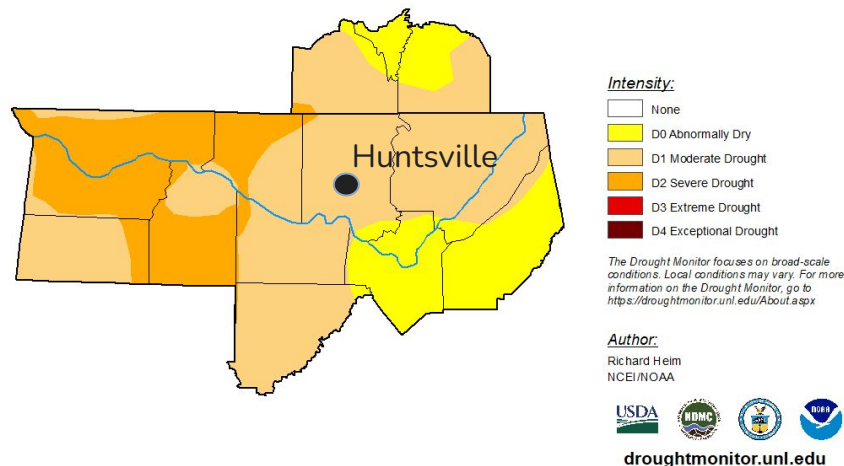 Huntsville
Intensity:
None
D0 Abnormally Dry
D1 Moderate Drought
D2 Severe Drought
D3 Extreme Drought
D4 Exceptional Drought
The Drought Monitor focuses on broad-scale
conditions. Local conditions may vary. For more
information on the Drought Monitor, go to
https://droughtmonitor.unl.edu/About.aspx
Author:
Richard Heim
NCEI/NOAA
USDA
NDMC
NOAA
droughtmonitor.unl.edu